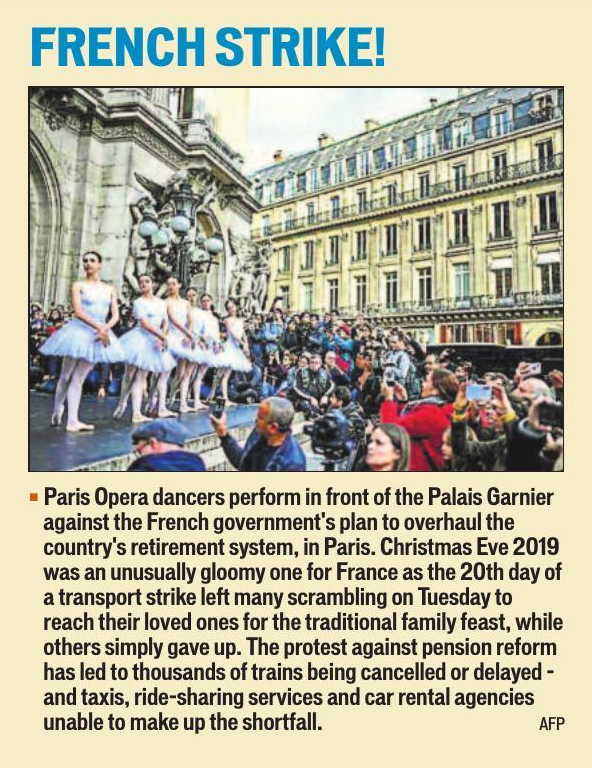 FRENCH STRIKE!
▪ Paris Opera dancers perform in front of the Palais Garnier
against the French government's plan to overhaul the
country's retirement system, in Paris. Christmas Eve 2019
was an unusually gloomy one for France as the 20th day of
a transport strike left many scrambling on Tuesday to
reach their loved ones for the traditional family feast, while
others simply gave up. The protest against pension reform
has led to thousands of trains being cancelled or delayed -
and taxis, ride-sharing services and car rental agencies
unable to make up the shortfall.
AFP